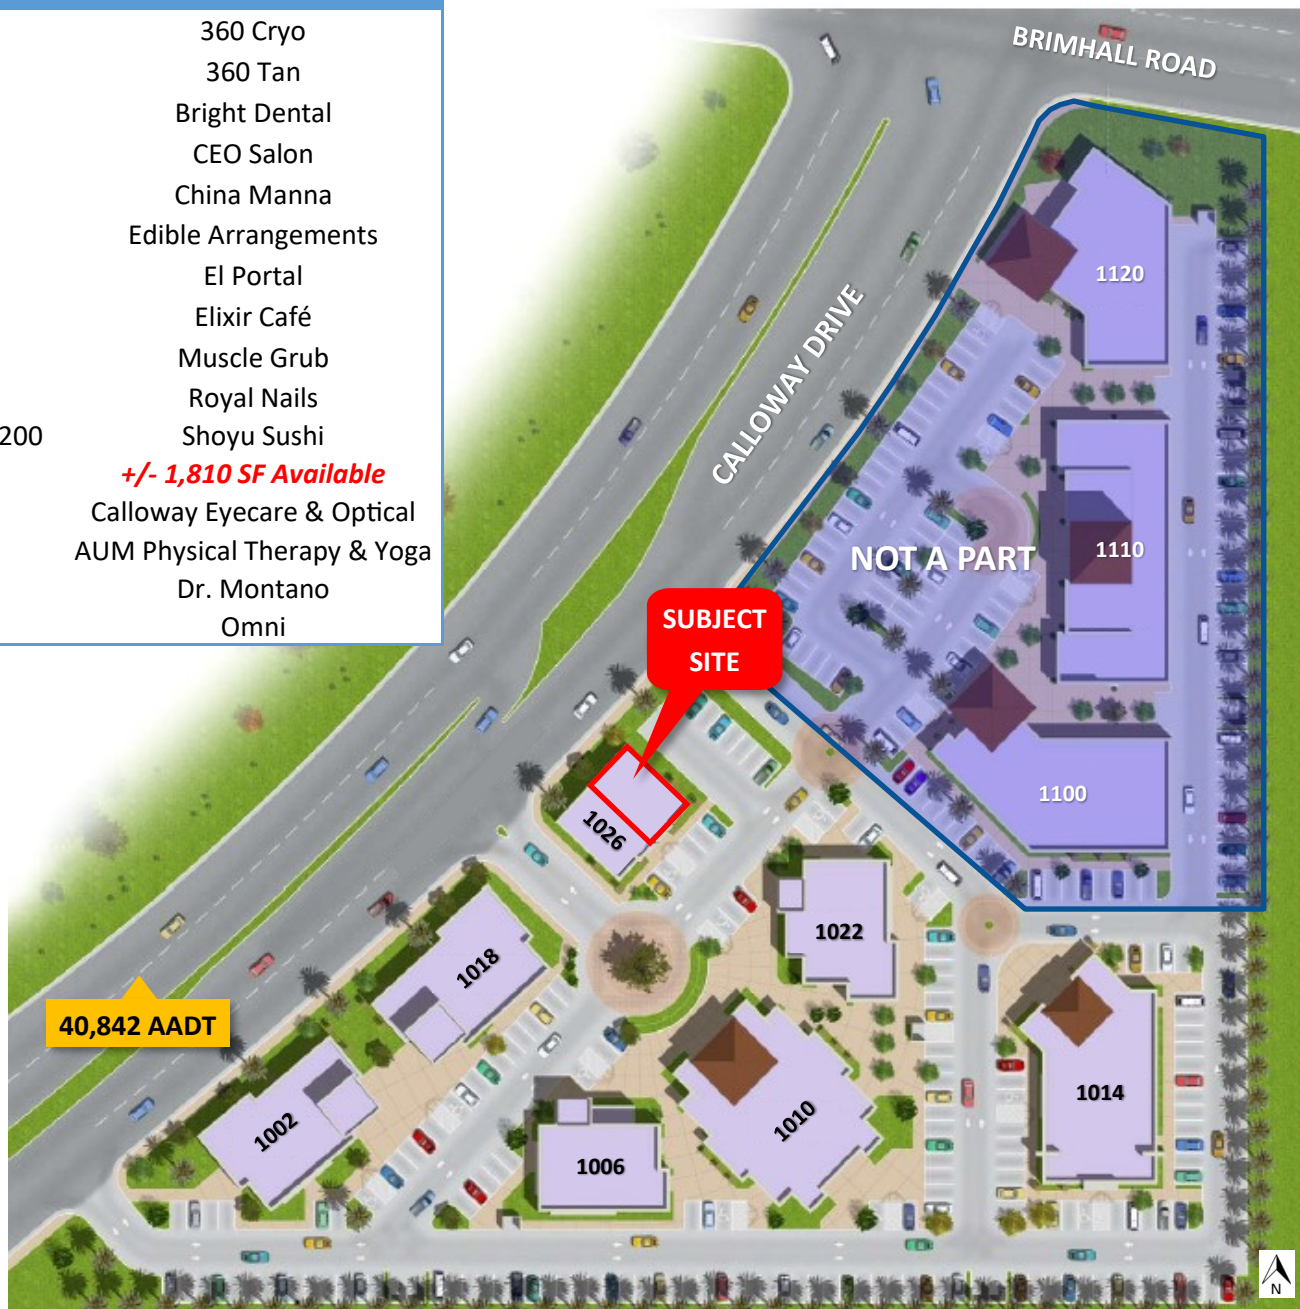 360 Cryo
360 Tan
Bright Dental
CEO Salon
China Manna
Edible Arrangements
El Portal
Elixir Café
Muscle Grub
Royal Nails
200 Shoyu Sushi
+/- 1,810 SF Available
Calloway Eyecare & Optical
AUM Physical Therapy & Yoga
Dr. Montano
Omni
BRIMHALL ROAD
CALLOWAY DRIVE
1120
1110
NOT A PART
SUBJECT
SITE
1100
1026
1022
1018
40,842 AADT
1014
1002
1010
1006
N